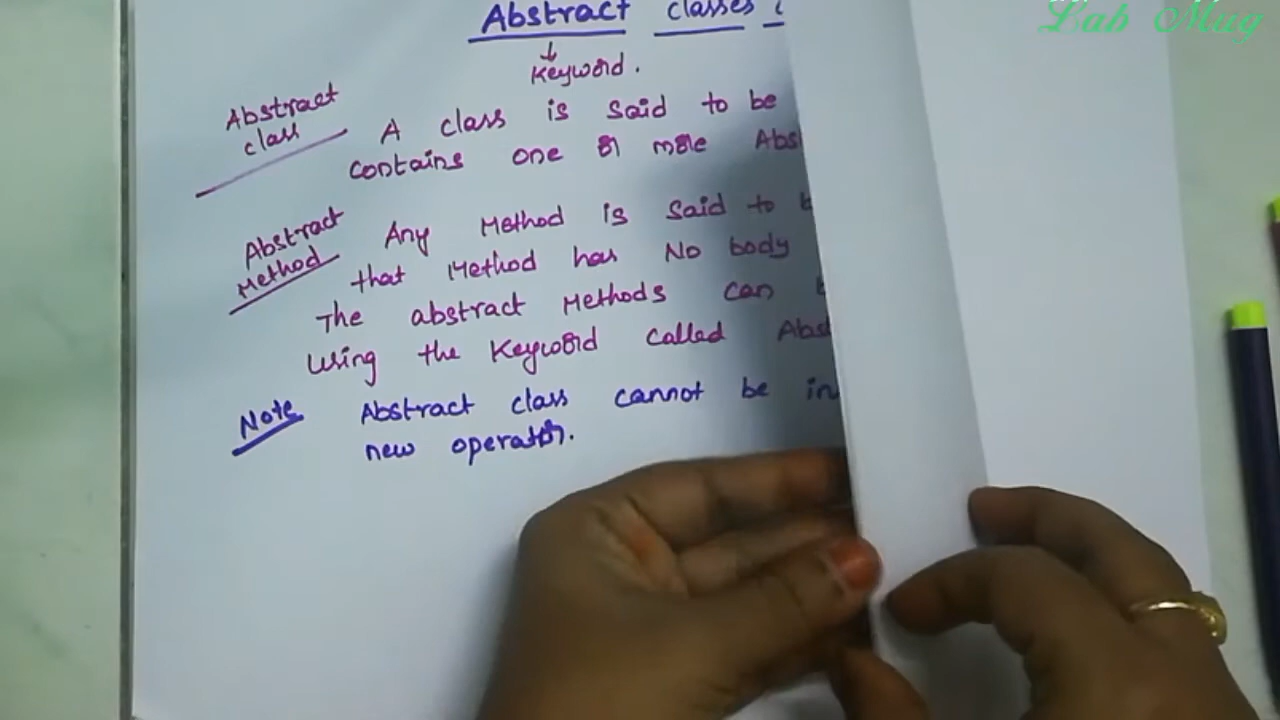 Abstract classes
Keyword.
Abstract class
A class is said to be
contains one or more
Abstract Method
Any Method is said to
that Method has No body
The abstract Methods can
using the Keyword called
Note
Abstract class cannot be
new operator.
Lab Mug